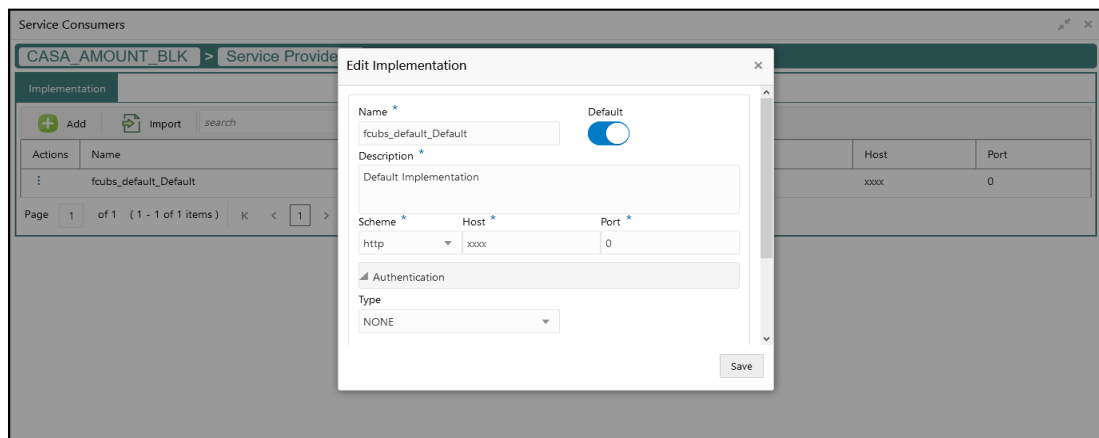 Service Consumers
CASA_AMOUNT_BLK > Service Provide
Implementation
Add Import search
Actions Name Host Port
fcubs_default_Default xxxx 0
Page 1 of 1 (1 - 1 of 1 items) K < 1 >
Edit Implementation ×
Name * Default
fcubs_default_Default
Description *
Default Implementation
Scheme * Host * Port *
http xxxx 0
Authentication
Type
NONE
Save